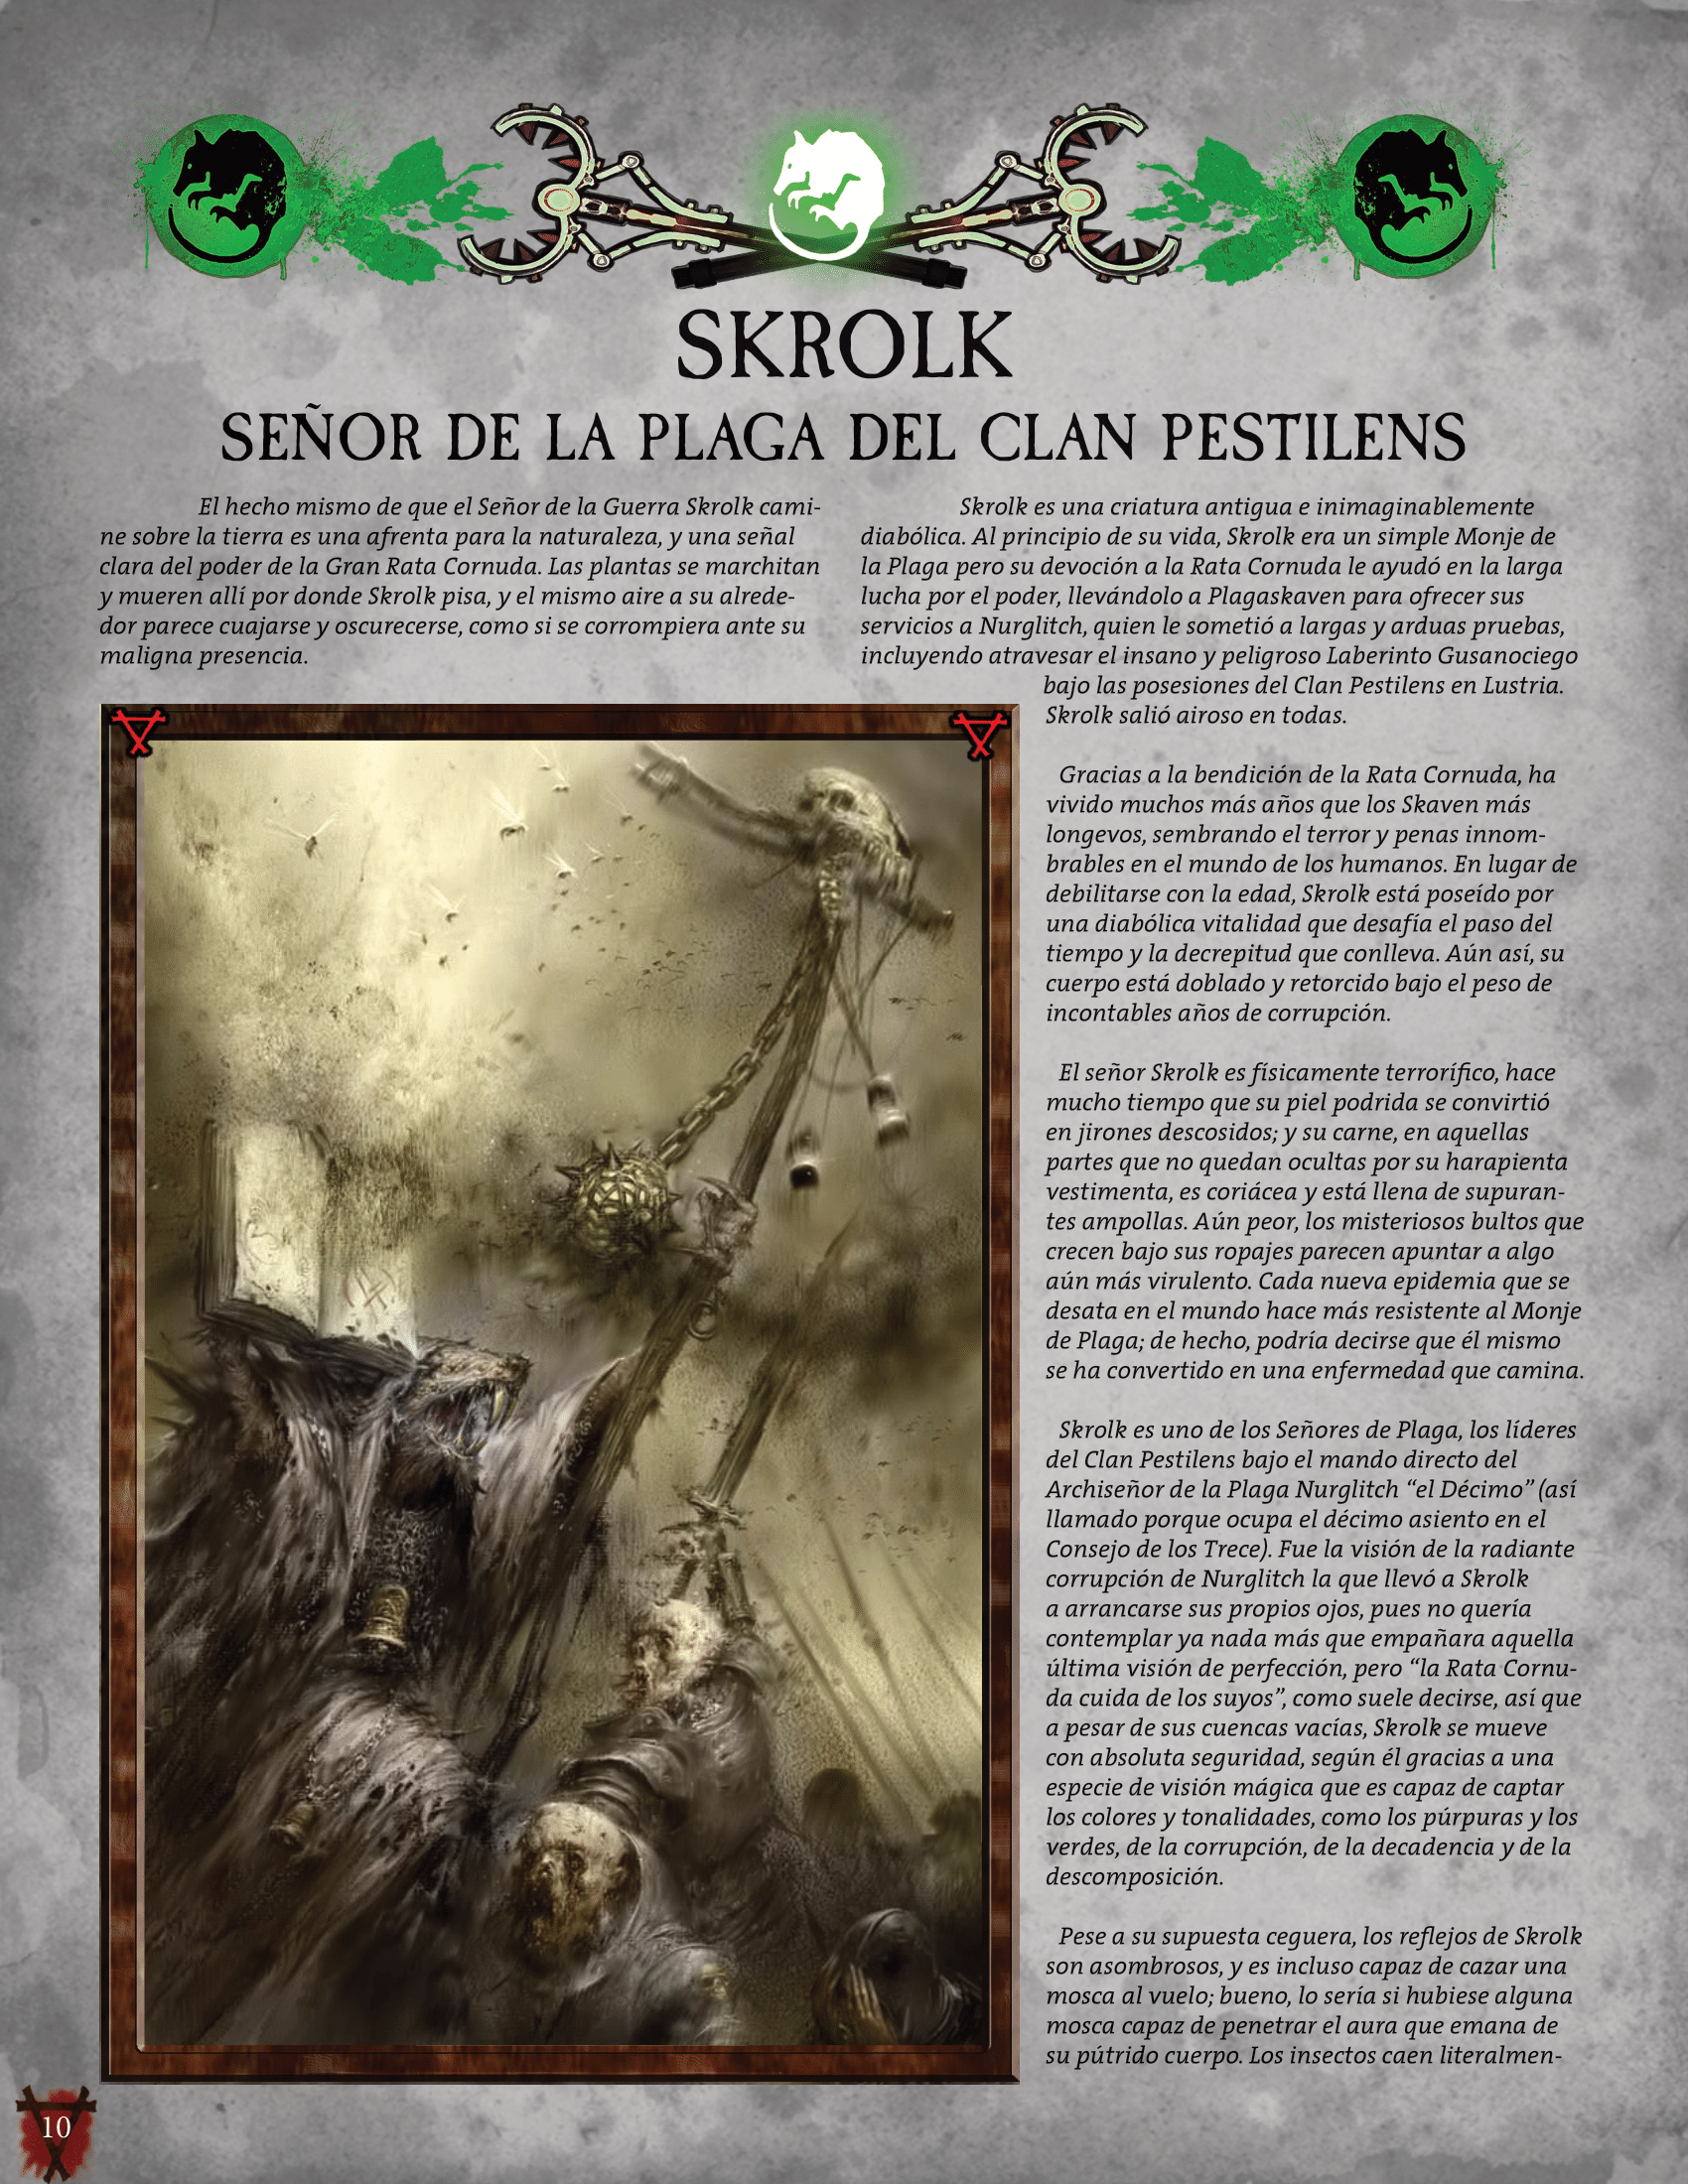 SKROLK
SEÑOR DE LA PLAGA DEL CLAN PESTILENS
El hecho mismo de que el Señor de la Guerra Skrolk cami-
ne sobre la tierra es una afrenta para la naturaleza, y una señal
clara del poder de la Gran Rata Cornuda. Las plantas se marchitan
y mueren allí por donde Skrolk pisa, y el mismo aire a su alrede-
dor parece cuajarse y oscurecerse, como si se corrompiera ante su
maligna presencia.
Skrolk es una criatura antigua e inimaginablemente
diabólica. Al principio de su vida, Skrolk era un simple Monje de
la Plaga pero su devoción a la Rata Cornuda le ayudó en la larga
lucha por el poder, llevándolo a Plagaskaven para ofrecer sus
servicios a Nurglitch, quien le sometió a largas y arduas pruebas,
incluyendo atravesar el insano y peligroso Laberinto Gusanociego
bajo las posesiones del Clan Pestilens en Lustria.
Skrolk salió airoso en todas.
Gracias a la bendición de la Rata Cornuda, ha
vivido muchos más años que los Skaven más
longevos, sembrando el terror y penas innom-
brables en el mundo de los humanos. En lugar de
debilitarse con la edad, Skrolk está poseído por
una diabólica vitalidad que desafía el paso del
tiempo y la decrepitud que conlleva. Aún así, su
cuerpo está doblado y retorcido bajo el peso de
incontables años de corrupción.
El señor Skrolk es físicamente terrorífico, hace
mucho tiempo que su piel podrida se convirtió
en jirones descosidos; y su carne, en aquellas
partes que no quedan ocultas por su harapienta
vestimenta, es coriácea y está llena de supuran-
tes ampollas. Aún peor, los misteriosos bultos que
crecen bajo sus ropajes parecen apuntar a algo
aún más virulento. Cada nueva epidemia que se
desata en el mundo hace más resistente al Monje
de Plaga; de hecho, podría decirse que él mismo
se ha convertido en una enfermedad que camina.
Skrolk es uno de los Señores de Plaga, los líderes
del Clan Pestilens bajo el mando directo del
Archiseñor de la Plaga Nurglitch “el Décimo” (así
llamado porque ocupa el décimo asiento en el
Consejo de los Trece). Fue la visión de la radiante
corrupción de Nurglitch la que llevó a Skrolk
a arrancarse sus propios ojos, pues no quería
contemplar ya nada más que empañara aquella
última visión de perfección, pero “la Rata Cornu-
da cuida de los suyos”, como suele decirse, así que
a pesar de sus cuencas vacías, Skrolk se mueve
con absoluta seguridad, según él gracias a una
especie de visión mágica que es capaz de captar
los colores y tonalidades, como los púrpuras y los
verdes, de la corrupción, de la decadencia y de la
descomposición.
Pese a su supuesta ceguera, los reflejos de Skrolk
son asombrosos, y es incluso capaz de cazar una
mosca al vuelo; bueno, lo sería si hubiese alguna
mosca capaz de penetrar el aura que emana de
su pútrido cuerpo. Los insectos caen literalmen-
10